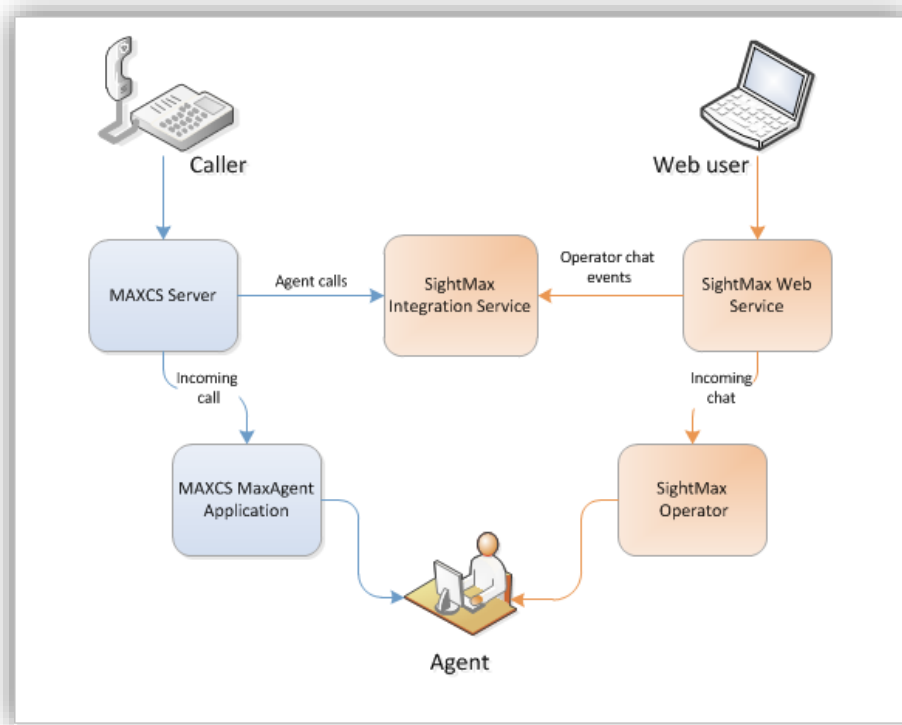 Caller
Web user
MAXCS Server
Agent calls
SightMax
Integration Service
Operator chat
events
SightMax Web
Service
Incoming
call
Incoming
chat
MAXCS MaxAgent
Application
SightMax
Operator
Agent